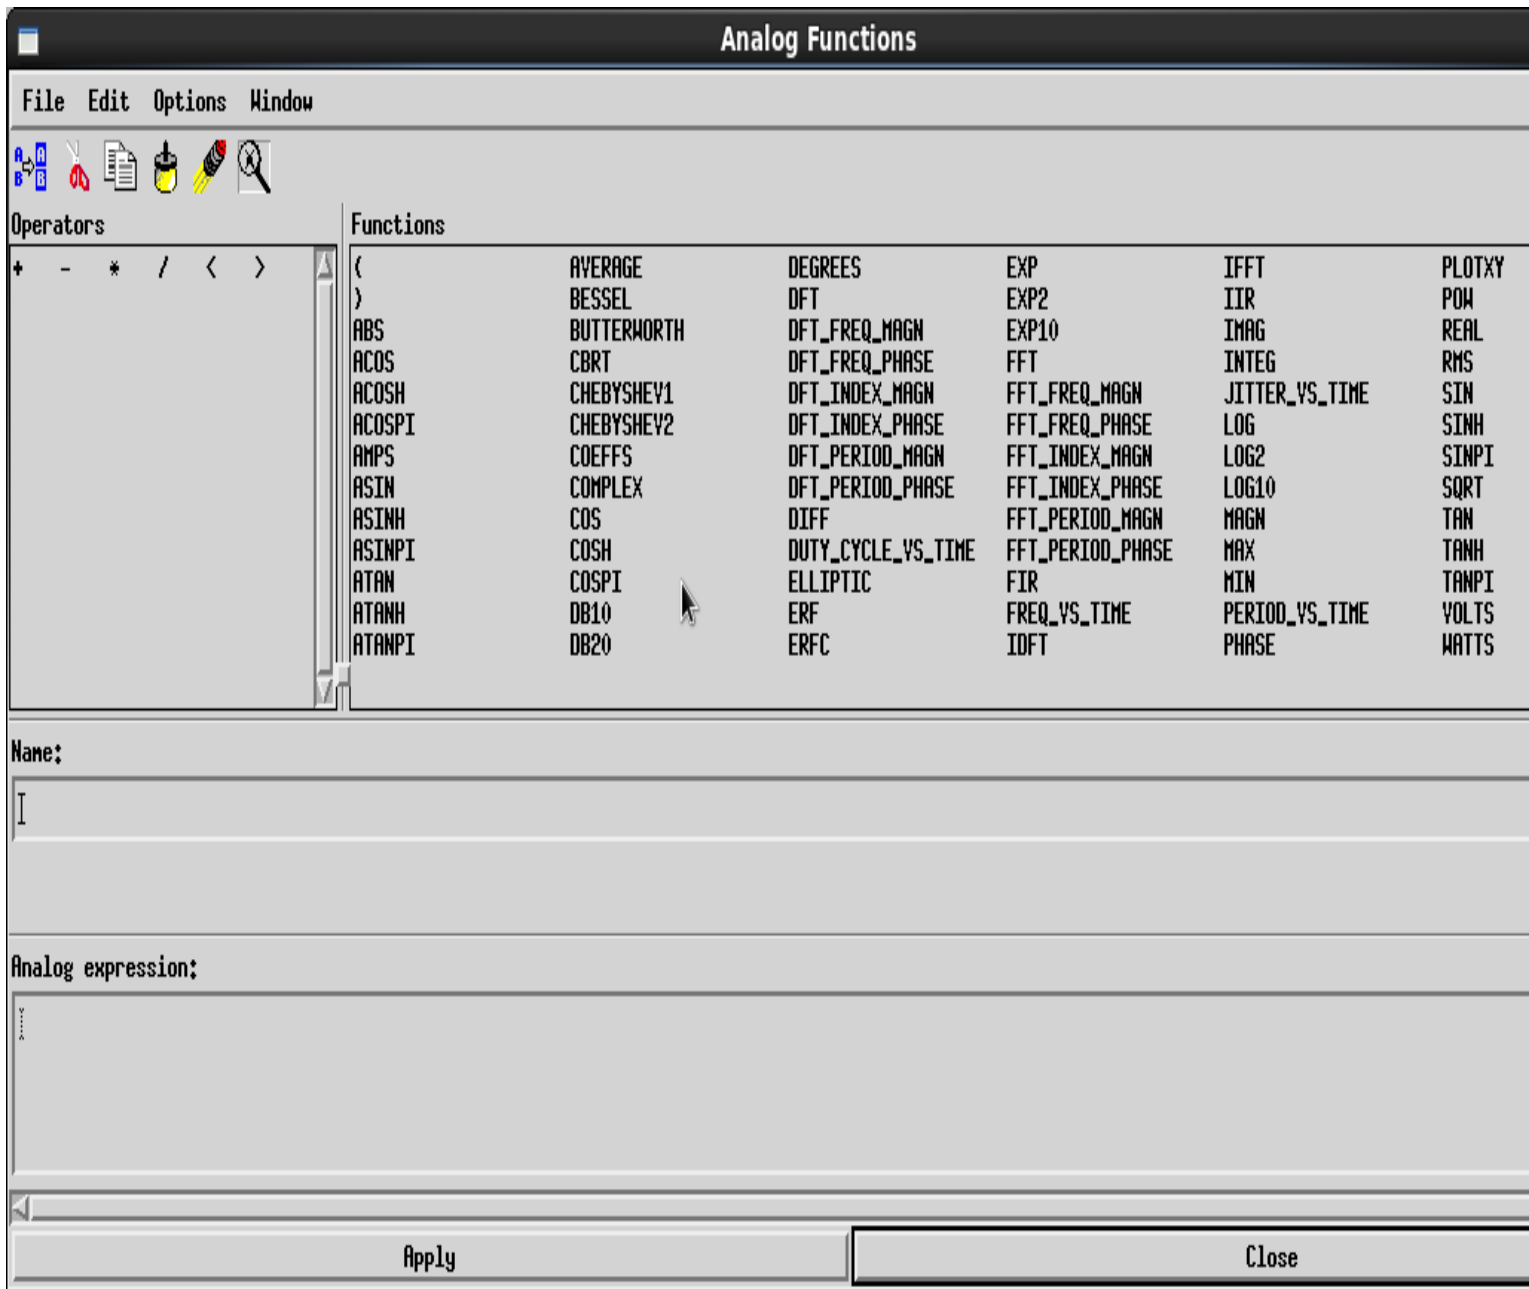 Analog Functions
File Edit Options Window
A B A B
Operators Functions
+ - * / < > ( AVERAGE DEGREES EXP IFFT PLOTXY
) BESSEL DFT EXP2 IIR POW
ABS BUTTERWORTH DFT_FREQ_MAGN EXP10 IMAG REAL
ACOS CBRT DFT_FREQ_PHASE FFT INTEG RMS
ACOSH CHEBYSHEV1 DFT_INDEX_MAGN FFT_FREQ_MAGN JITTER_VS_TIME SIN
ACOSPI CHEBYSHEV2 DFT_INDEX_PHASE FFT_FREQ_PHASE LOG SINH
AMPS COEFFS DFT_PERIOD_MAGN FFT_INDEX_MAGN LOG2 SINPI
ASIN COMPLEX DFT_PERIOD_PHASE FFT_INDEX_PHASE LOG10 SQRT
ASINH COS DIFF FFT_PERIOD_MAGN MAGN TAN
ASINPI COSH DUTY_CYCLE_VS_TIME FFT_PERIOD_PHASE MAX TANH
ATAN COSPI ELLIPTIC FIR MIN TANPI
ATANH DB10 ERF FREQ_VS_TIME PERIOD_VS_TIME VOLTS
ATANPI DB20 ERFC IDFT PHASE WATTS
Name:
Analog expression:
Apply Close